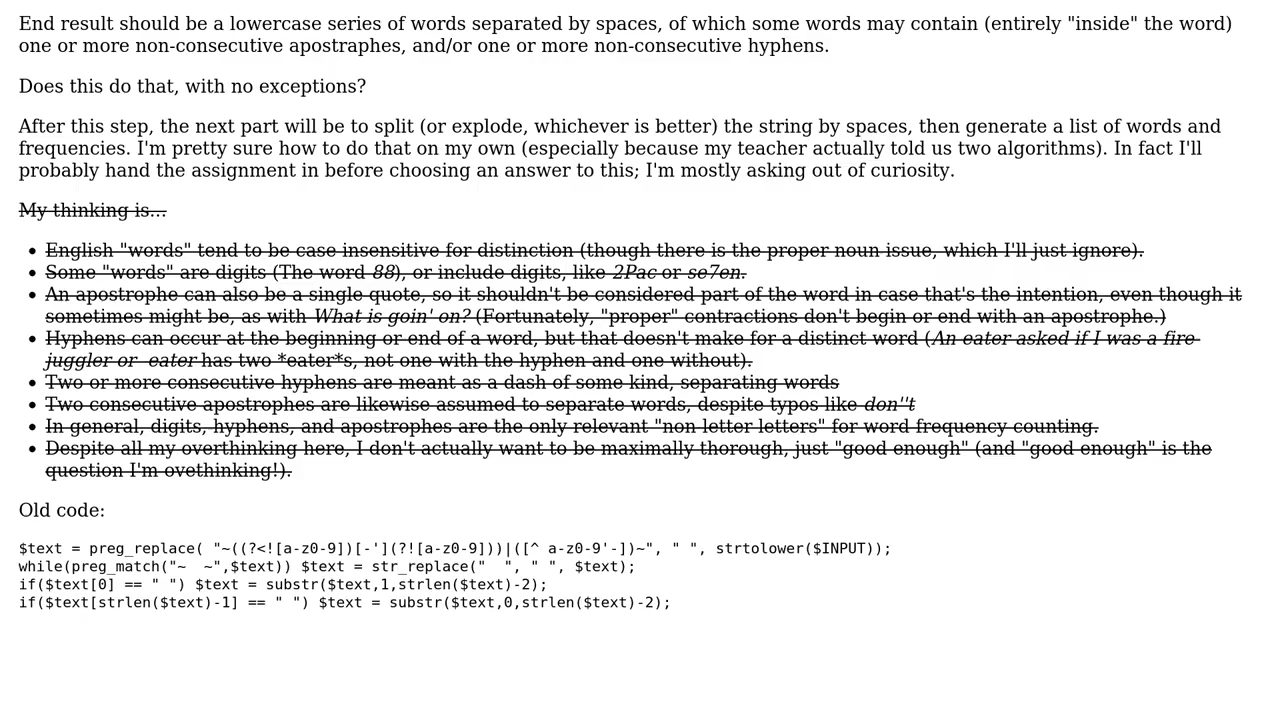 End result should be a lowercase series of words separated by spaces, of which some words may contain (entirely "inside" the word)
one or more non-consecutive apostraphes, and/or one or more non-consecutive hyphens.
Does this do that, with no exceptions?
After this step, the next part will be to split (or explode, whichever is better) the string by spaces, then generate a list of words and
frequencies. I'm pretty sure how to do that on my own (especially because my teacher actually told us two algorithms). In fact I'll
probably hand the assignment in before choosing an answer to this; I'm mostly asking out of curiosity.
My thinking is...
• English "words" tend to be case insensitive for distinction (though there is the proper noun issue, which I'll just ignore).
• Some "words" are digits (The word 88), or include digits, like 2Pac or se7en.
• An apostrophe can also be a single quote, so it shouldn't be considered part of the word in case that's the intention, even though it
sometimes might be, as with What is goin' on? (Fortunately, "proper" contractions don't begin or end with an apostrophe.)
• Hyphens can occur at the beginning or end of a word, but that doesn't make for a distinct word (An eater asked if I was a fire-
juggler or -eater has two *eater*s, not one with the hyphen and one without).
• Two or more consecutive hyphens are meant as a dash of some kind, separating words
• Two consecutive apostrophes are likewise assumed to separate words, despite typos like don''t
• In general, digits, hyphens, and apostrophes are the only relevant "non letter letters" for word frequency counting.
• Despite all my overthinking here, I don't actually want to be maximally thorough, just "good enough" (and "good enough" is the
question I'm ovethinking!).
Old code:
$text = preg_replace( "~((?<![a-z0-9])[-'](?![a-z0-9]))|([^ a-z0-9'-])~", " ", strtolower($INPUT));
while(preg_match("~  ~",$text)) $text = str_replace("  ", " ", $text);
if($text[0] == " ") $text = substr($text,1,strlen($text)-2);
if($text[strlen($text)-1] == " ") $text = substr($text,0,strlen($text)-2);